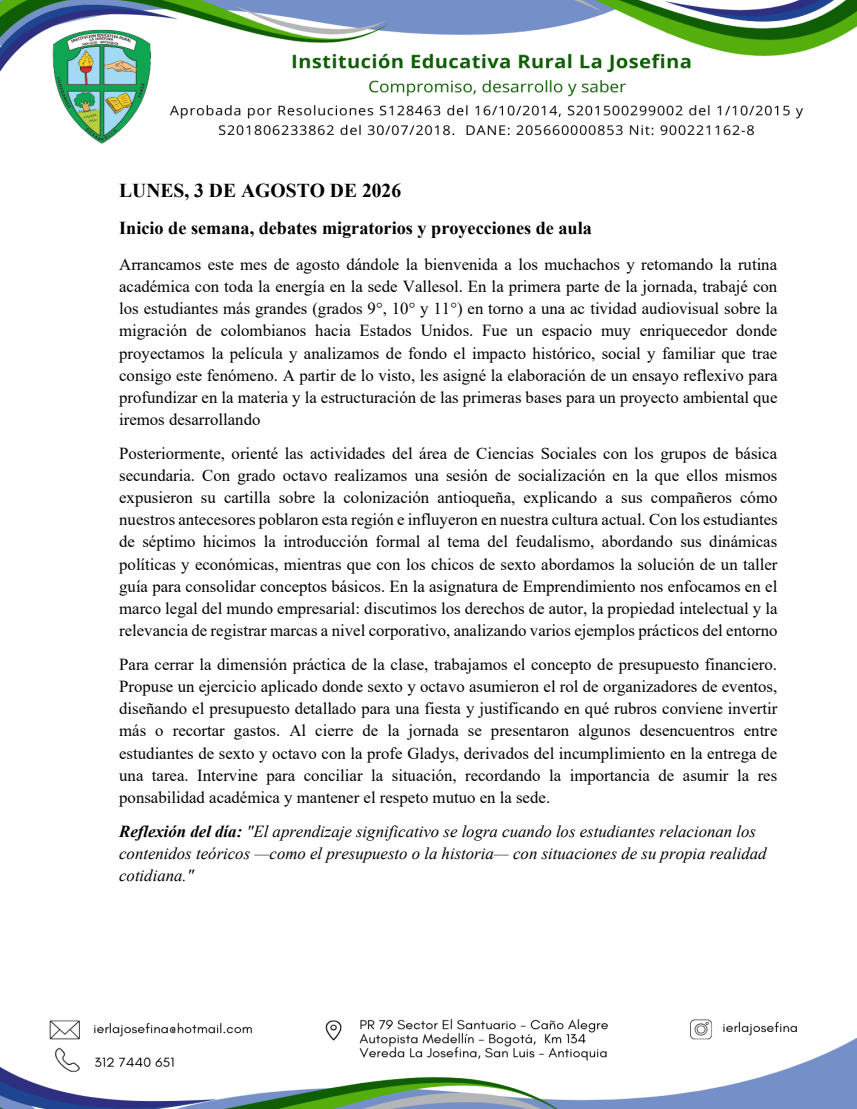 INSTITUCIÓN EDUCATIVA RURAL
LA JOSEFINA
Institución Educativa Rural La Josefina
Compromiso, desarrollo y saber
Aprobada por Resoluciones S128463 del 16/10/2014, S201500299002 del 1/10/2015 y
S201806233862 del 30/07/2018.  DANE: 205660000853 Nit: 900221162-8
LUNES, 3 DE AGOSTO DE 2026
Inicio de semana, debates migratorios y proyecciones de aula
Arrancamos este mes de agosto dándole la bienvenida a los muchachos y retomando la rutina
académica con toda la energía en la sede Vallesol. En la primera parte de la jornada, trabajé con
los estudiantes más grandes (grados 9°, 10° y 11°) en torno a una ac tividad audiovisual sobre la
migración de colombianos hacia Estados Unidos. Fue un espacio muy enriquecedor donde
proyectamos la película y analizamos de fondo el impacto histórico, social y familiar que trae
consigo este fenómeno. A partir de lo visto, les asigné la elaboración de un ensayo reflexivo para
profundizar en la materia y la estructuración de las primeras bases para un proyecto ambiental que
iremos desarrollando
Posteriormente, orienté las actividades del área de Ciencias Sociales con los grupos de básica
secundaria. Con grado octavo realizamos una sesión de socialización en la que ellos mismos
expusieron su cartilla sobre la colonización antioqueña, explicando a sus compañeros cómo
nuestros antecesores poblaron esta región e influyeron en nuestra cultura actual. Con los estudiantes
de séptimo hicimos la introducción formal al tema del feudalismo, abordando sus dinámicas
políticas y económicas, mientras que con los chicos de sexto abordamos la solución de un taller
guía para consolidar conceptos básicos. En la asignatura de Emprendimiento nos enfocamos en el
marco legal del mundo empresarial: discutimos los derechos de autor, la propiedad intelectual y la
relevancia de registrar marcas a nivel corporativo, analizando varios ejemplos prácticos del entorno
Para cerrar la dimensión práctica de la clase, trabajamos el concepto de presupuesto financiero.
Propuse un ejercicio aplicado donde sexto y octavo asumieron el rol de organizadores de eventos,
diseñando el presupuesto detallado para una fiesta y justificando en qué rubros conviene invertir
más o recortar gastos. Al cierre de la jornada se presentaron algunos desencuentros entre
estudiantes de sexto y octavo con la profe Gladys, derivados del incumplimiento en la entrega de
una tarea. Intervine para conciliar la situación, recordando la importancia de asumir la res
ponsabilidad académica y mantener el respeto mutuo en la sede.
Reflexión del día: "El aprendizaje significativo se logra cuando los estudiantes relacionan los
contenidos teóricos —como el presupuesto o la historia— con situaciones de su propia realidad
cotidiana."
ierlajosefina@hotmail.com
312 7440 651
PR 79 Sector El Santuario - Caño Alegre
Autopista Medellín - Bogotá,  Km 134
Vereda La Josefina, San Luis - Antioquia
ierlajosefina